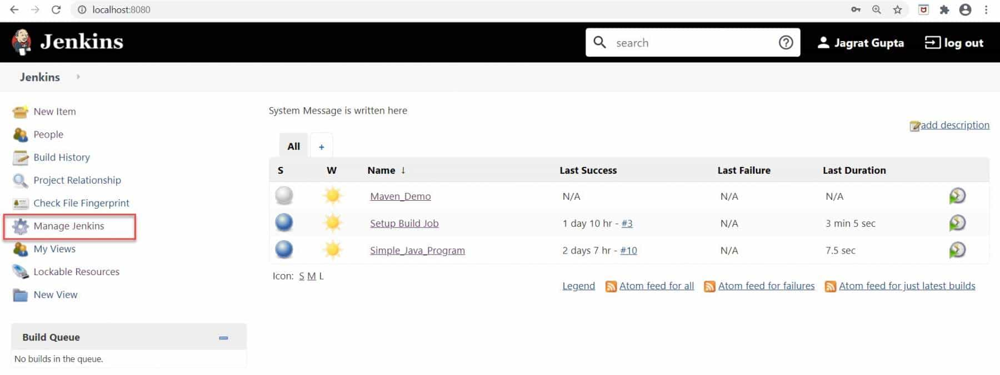 localhost:8080
Jenkins
search
Jagrat Gupta
log out
Jenkins
New Item
People
Build History
Project Relationship
Check File Fingerprint
Manage Jenkins
My Views
Lockable Resources
New View
Build Queue
No builds in the queue.
System Message is written here
add description
All +
S W Name ↓ Last Success Last Failure Last Duration
Maven_Demo N/A N/A N/A
Setup Build Job 1 day 10 hr - #3 N/A 3 min 5 sec
Simple_Java_Program 2 days 7 hr - #10 N/A 7.5 sec
Icon: S M L
Legend Atom feed for all Atom feed for failures Atom feed for just latest builds